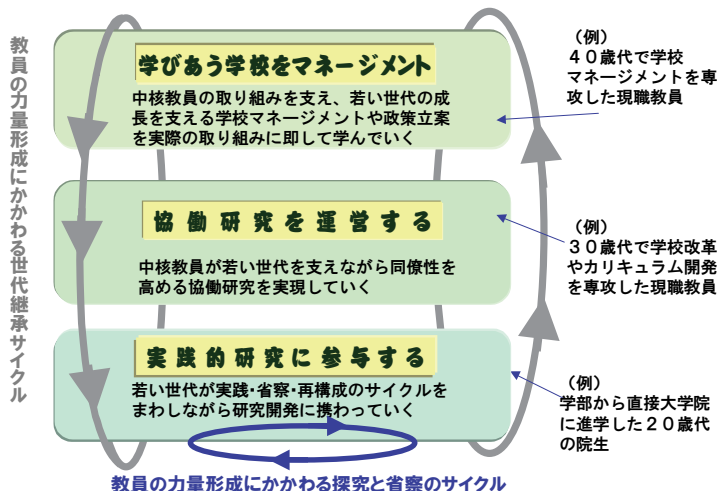 教員の力量形成にかかわる世代継承サイクル
学びあう学校をマネージメント
中核教員の取り組みを支え、若い世代の成
長を支える学校マネージメントや政策立案
を実際の取り組みに即して学んでいく
（例）
４０歳代で学校
マネージメントを専
攻した現職教員
協働研究を運営する
中核教員が若い世代を支えながら同僚性を
高める協働研究を実現していく
（例）
３０歳代で学校改革
やカリキュラム開発
を専攻した現職教員
実践的研究に参与する
若い世代が実践・省察・再構成のサイクルを
まわしながら研究開発に携わっていく
（例）
学部から直接大学院
に進学した２０歳代
の院生
教員の力量形成にかかわる探究と省察のサイクル